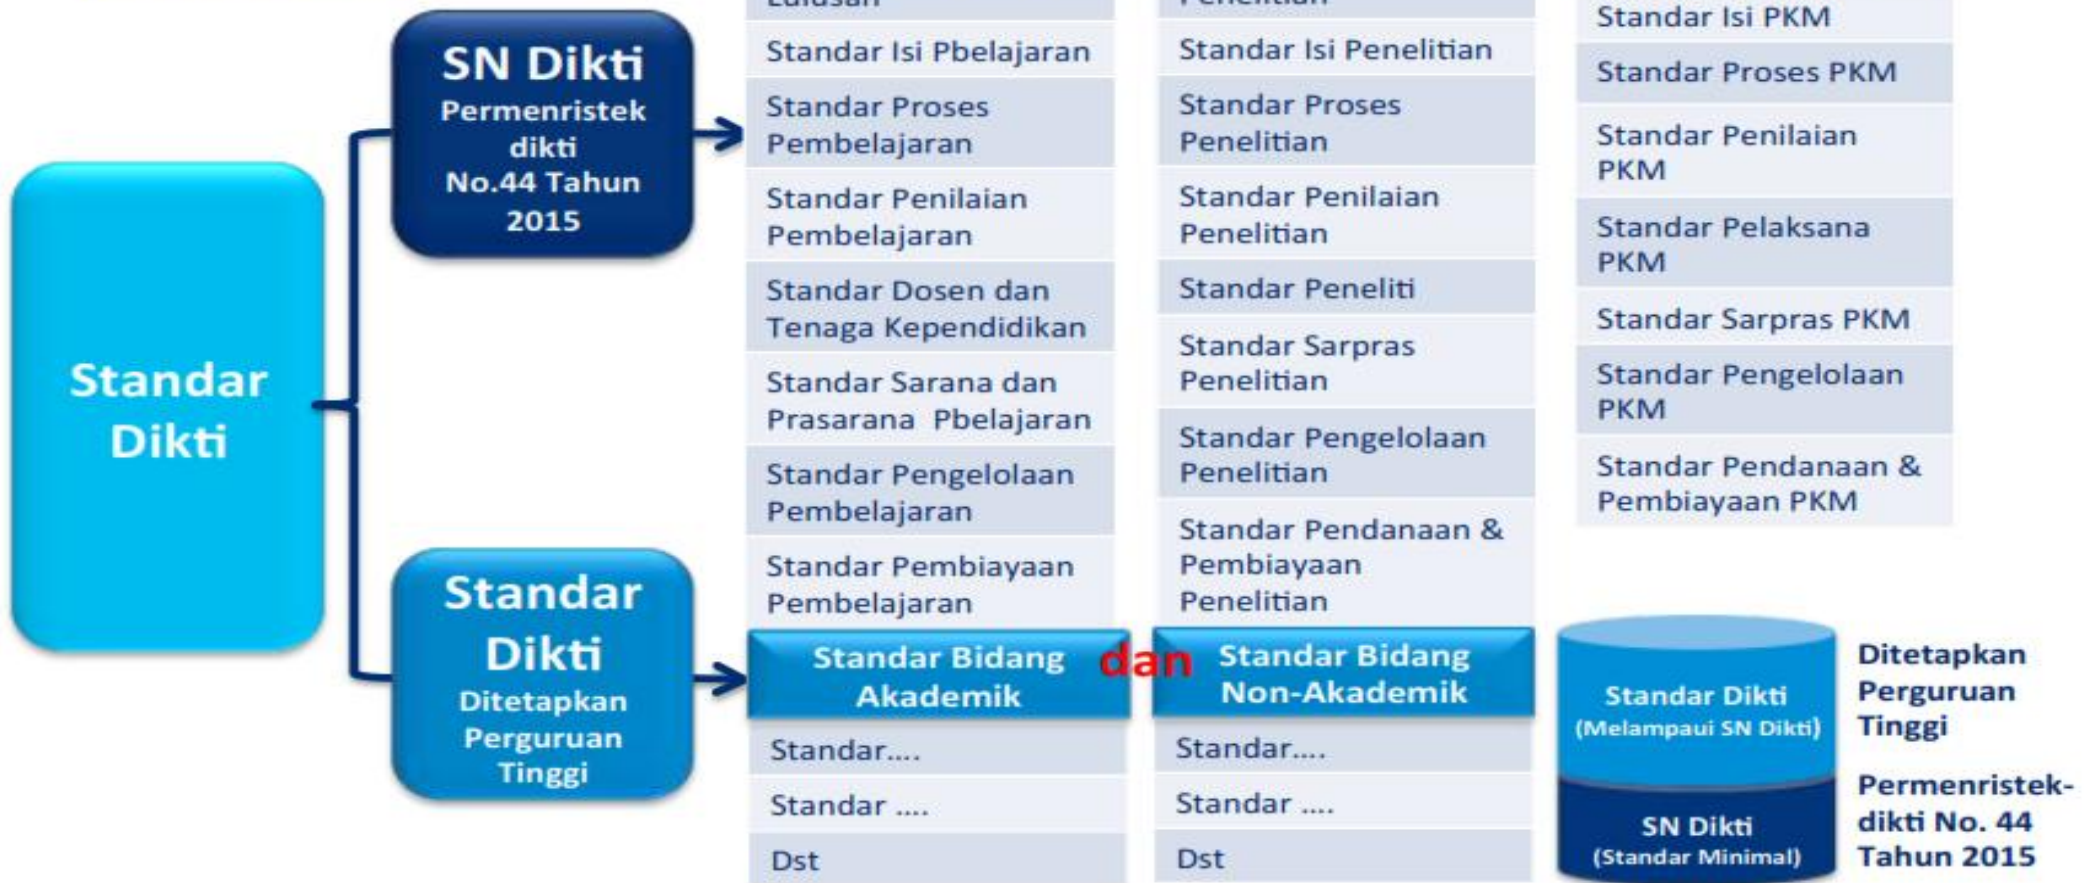 Standar
Dikti
SN Dikti
Permenristek
dikti
No.44 Tahun
2015
Standar
Dikti
Ditetapkan
Perguruan
Tinggi
Lulusan
Standar Isi Pbelajaran
Standar Proses
Pembelajaran
Standar Penilaian
Pembelajaran
Standar Dosen dan
Tenaga Kependidikan
Standar Sarana dan
Prasarana Pbelajaran
Standar Pengelolaan
Pembelajaran
Standar Pembiayaan
Pembelajaran
Penelitian
Standar Isi Penelitian
Standar Proses
Penelitian
Standar Penilaian
Penelitian
Standar Peneliti
Standar Sarpras
Penelitian
Standar Pengelolaan
Penelitian
Standar Pendanaan &
Pembiayaan
Penelitian
Standar Isi PKM
Standar Proses PKM
Standar Penilaian
PKM
Standar Pelaksana
PKM
Standar Sarpras PKM
Standar Pengelolaan
PKM
Standar Pendanaan &
Pembiayaan PKM
Standar Bidang
Akademik
dan
Standar Bidang
Non-Akademik
Standar....
Standar ....
Dst
Standar....
Standar ....
Dst
Standar Dikti
(Melampaui SN Dikti)
SN Dikti
(Standar Minimal)
Ditetapkan
Perguruan
Tinggi
Permenristek-
dikti No. 44
Tahun 2015